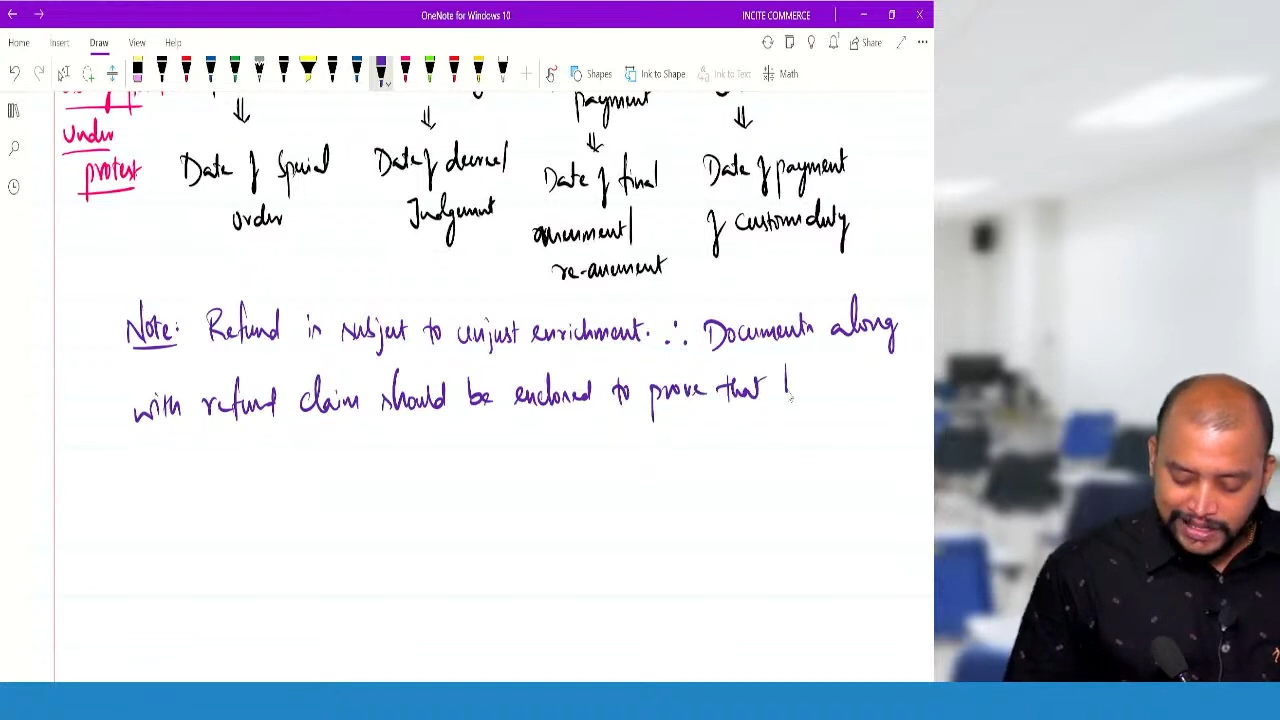 OneNote for Windows 10
INCITE COMMERCE
Home Insert Draw View Help
Share
Shapes
Ink to Shape
Ink to Text
Math
under
protest
payment
Date of Special
order
Date of decree/
Judgement
Date of final
assessment/
re-assessment
Date of payment
of custom duty
Note: Refund is subject to unjust enrichment. ∴ Documents along
with refund claim should be enclosed to prove that